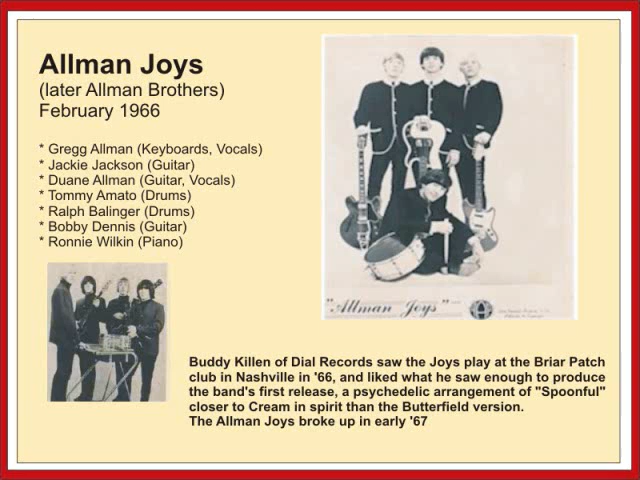 Allman Joys
(later Allman Brothers)
February 1966
* Gregg Allman (Keyboards, Vocals)
* Jackie Jackson (Guitar)
* Duane Allman (Guitar, Vocals)
* Tommy Amato (Drums)
* Ralph Balinger (Drums)
* Bobby Dennis (Guitar)
* Ronnie Wilkin (Piano)
"Allman Joys"
Buddy Killen of Dial Records saw the Joys play at the Briar Patch
club in Nashville in '66, and liked what he saw enough to produce
the band's first release, a psychedelic arrangement of "Spoonful"
closer to Cream in spirit than the Butterfield version.
The Allman Joys broke up in early '67